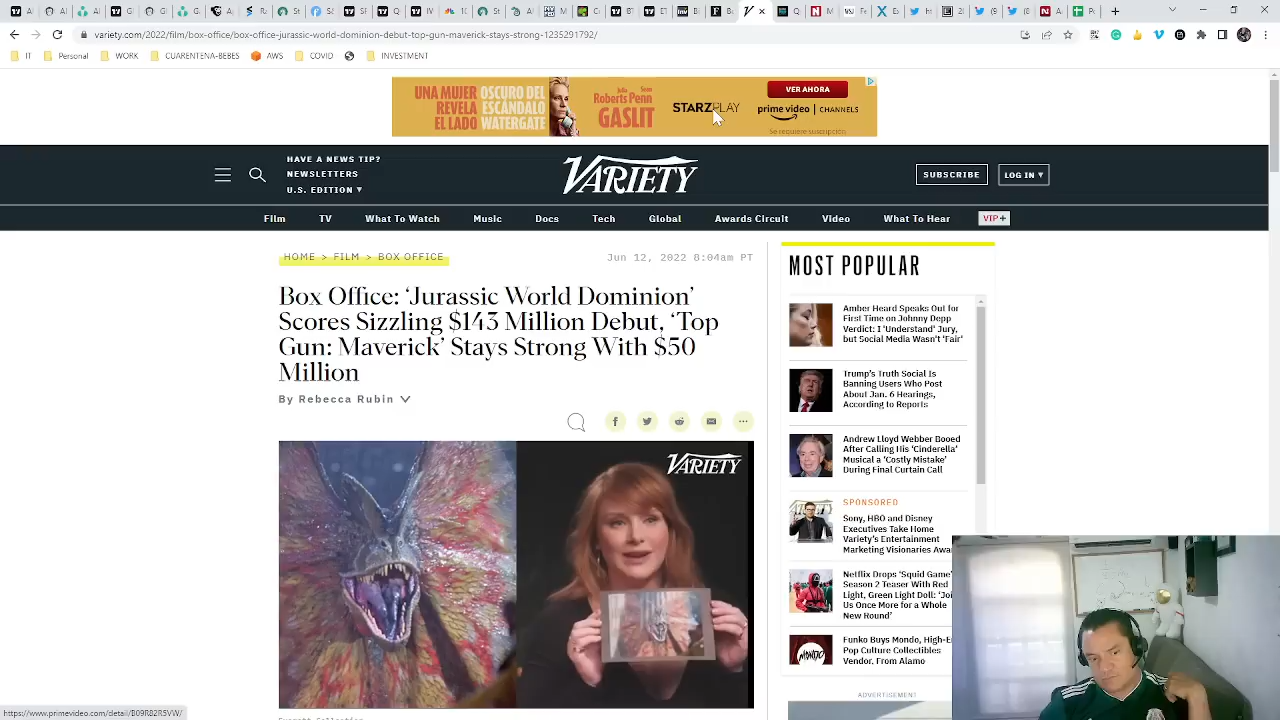 variety.com/2022/film/box-office/box-office-jurassic-world-dominion-debut-top-gun-maverick-stays-strong-1235291792/
IT
Personal
WORK
CUARENTENA-BEBES
AWS
COVID
INVESTMENT
UNA MUJER
REVELA
EL LADO
OSCURO DEL
ESCÁNDALO
WATERGATE
Julia
Roberts
Sean
Penn
GASLIT
STARZPLAY
VER AHORA
prime video | CHANNELS
Se requiere suscripción
HAVE A NEWS TIP?
NEWSLETTERS
U.S. EDITION
VARIETY
SUBSCRIBE
LOG IN
Film
TV
What To Watch
Music
Docs
Tech
Global
Awards Circuit
Video
What To Hear
VIP+
HOME > FILM > BOX OFFICE
Jun 12, 2022 8:04am PT
Box Office: ‘Jurassic World Dominion’
Scores Sizzling $143 Million Debut, ‘Top
Gun: Maverick’ Stays Strong With $50
Million
By Rebecca Rubin
VARIETY
MOST POPULAR
Amber Heard Speaks Out for
First Time on Johnny Depp
Verdict: I 'Understand' Jury,
but Social Media Wasn't 'Fair'
Trump’s Truth Social Is
Banning Users Who Post
About Jan. 6 Hearings,
According to Reports
Andrew Lloyd Webber Booed
After Calling His ‘Cinderella’
Musical a ‘Costly Mistake’
During Final Curtain Call
SPONSORED
Sony, HBO and Disney
Executives Take Home
Variety’s Entertainment
Marketing Visionaries Awa
Netflix Drops ‘Squid Game’
Season 2 Teaser With Red
Light, Green Light Doll: ‘Joi
Us Once More for a Whole
New Round’
Funko Buys Mondo, High-E
Pop Culture Collectibles
Vendor, From Alamo
MONDO
ADVERTISEMENT